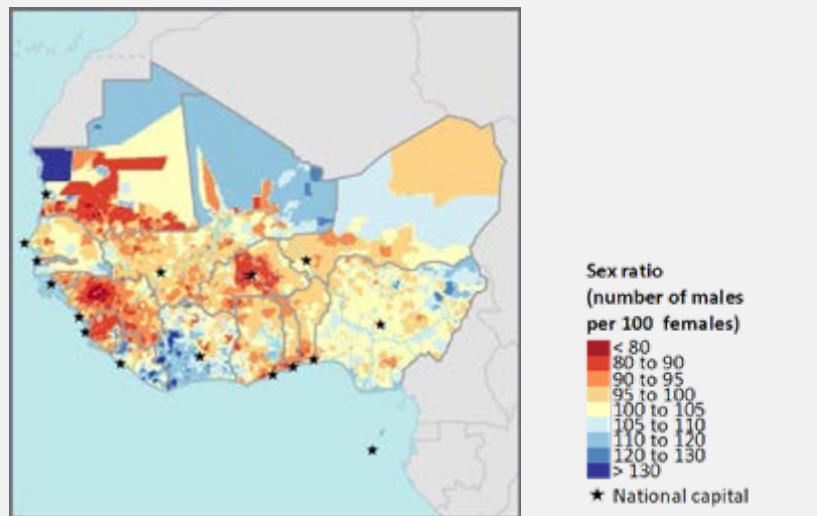 Sex ratio
(number of males
per 100 females)
< 80
80 to 90
90 to 95
95 to 100
100 to 105
105 to 110
110 to 120
120 to 130
> 130
★ National capital